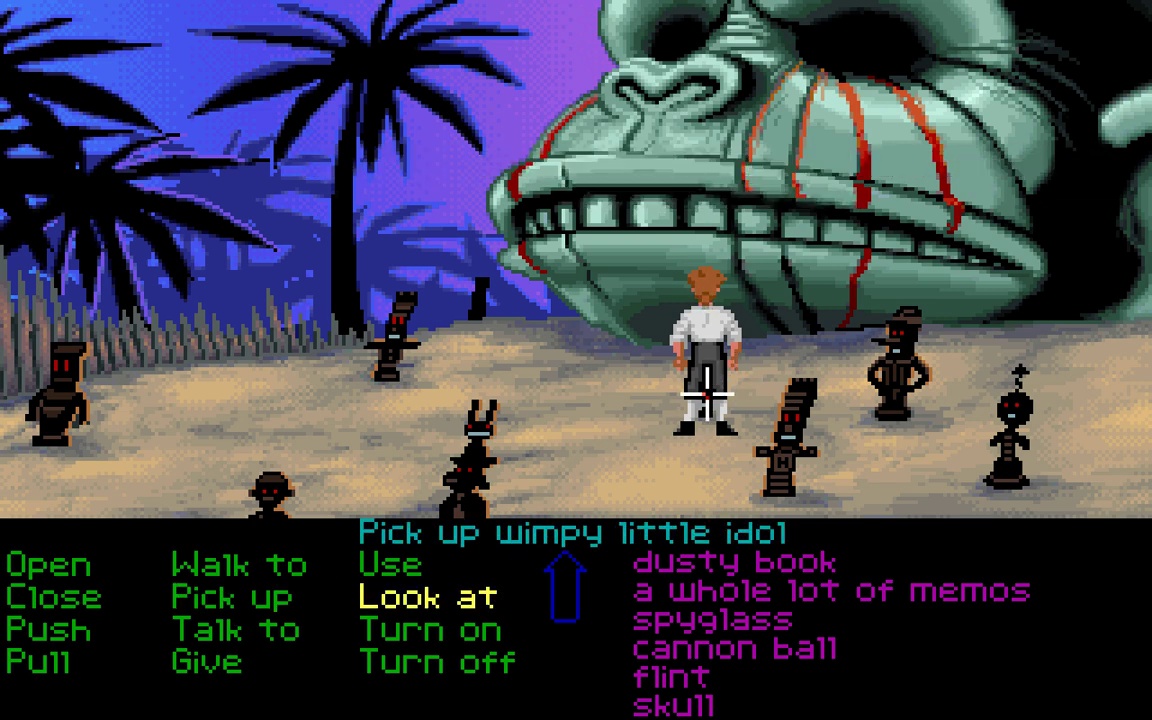 Pick up wimpy little idol
Open Walk to Use
Close Pick up Look at
Push Talk to Turn on
Pull Give Turn off
dusty book
a whole lot of memos
spyglass
cannon ball
flint
skull